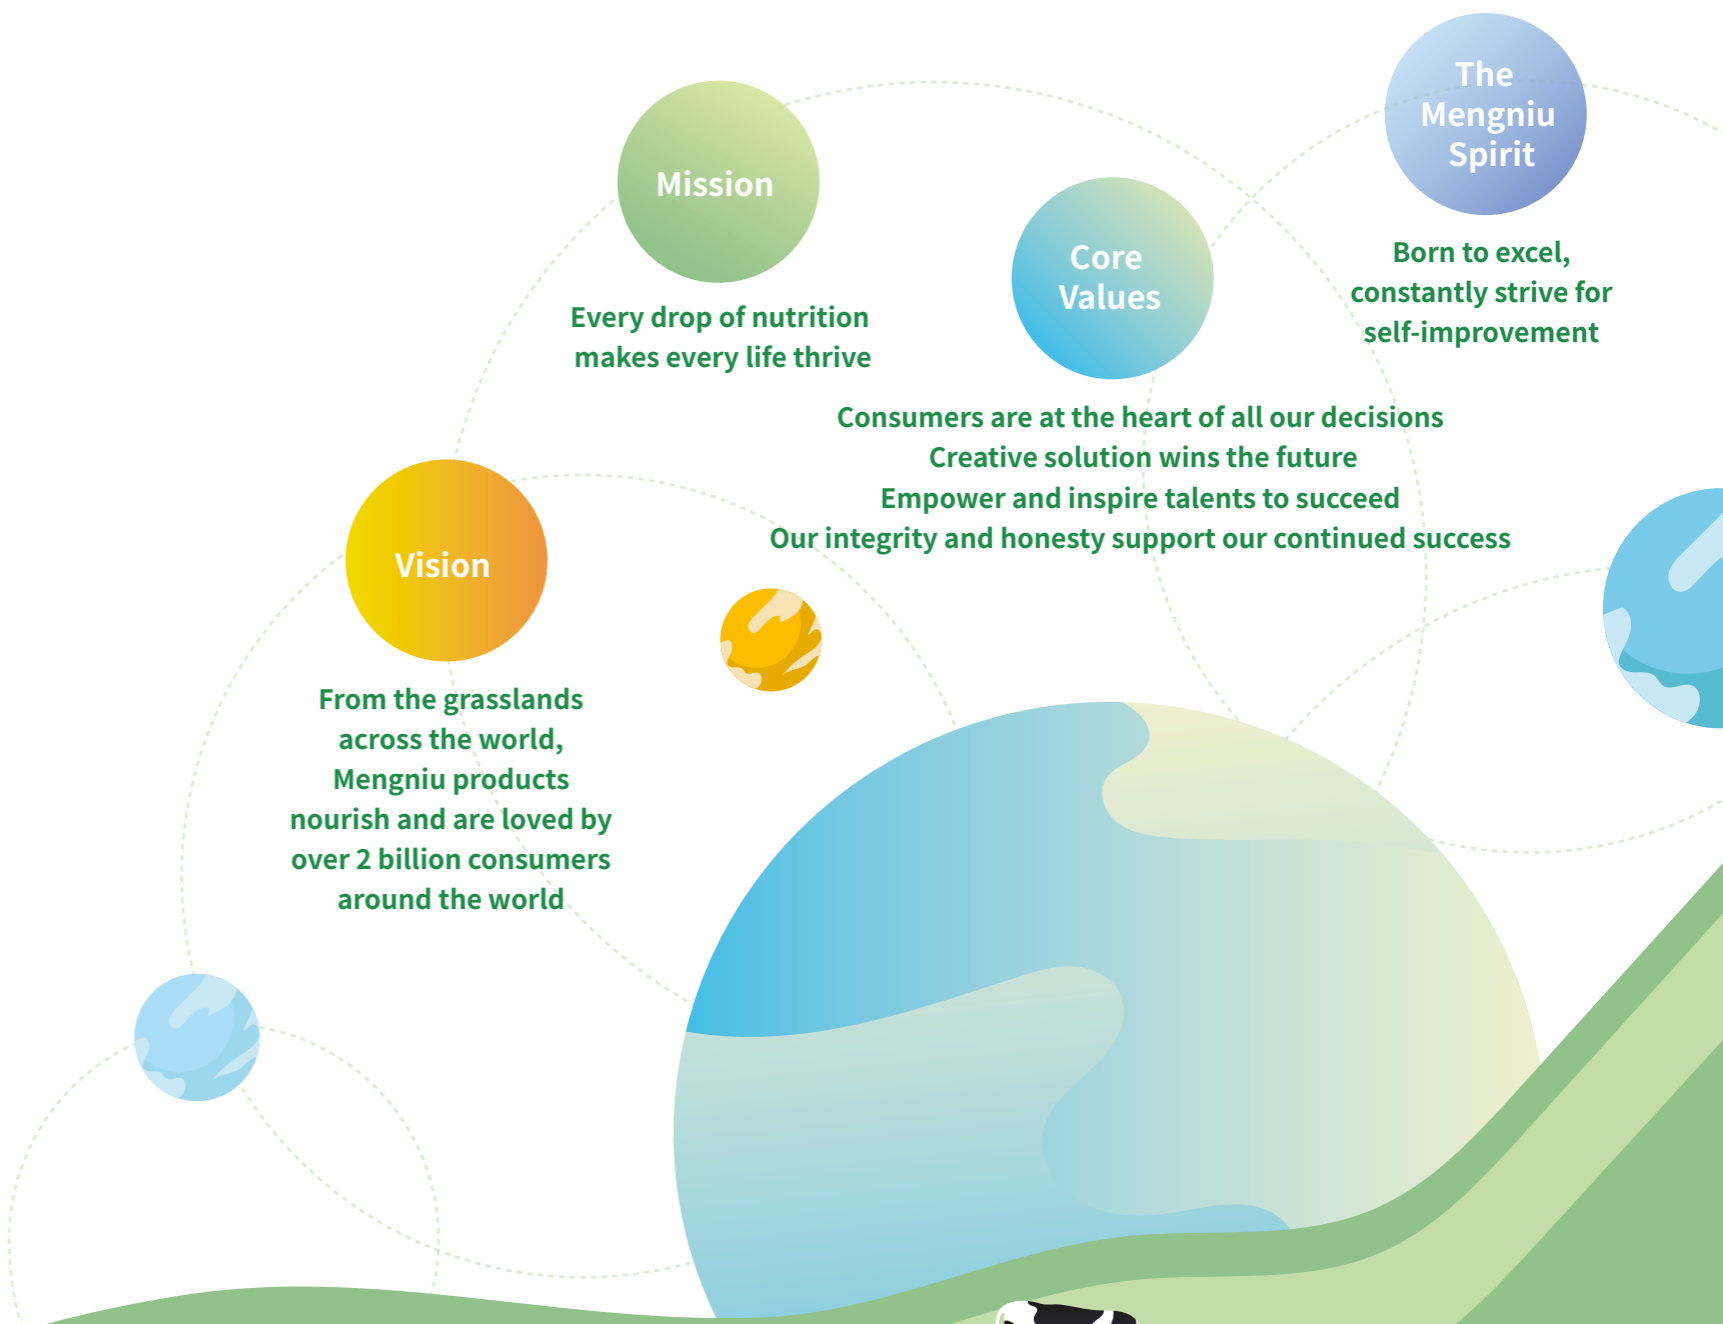 The
Mengniu
Spirit
Born to excel,
constantly strive for
self-improvement
Mission
Every drop of nutrition
makes every life thrive
Core
Values
Consumers are at the heart of all our decisions
Creative solution wins the future
Empower and inspire talents to succeed
Our integrity and honesty support our continued success
Vision
From the grasslands
across the world,
Mengniu products
nourish and are loved by
over 2 billion consumers
around the world